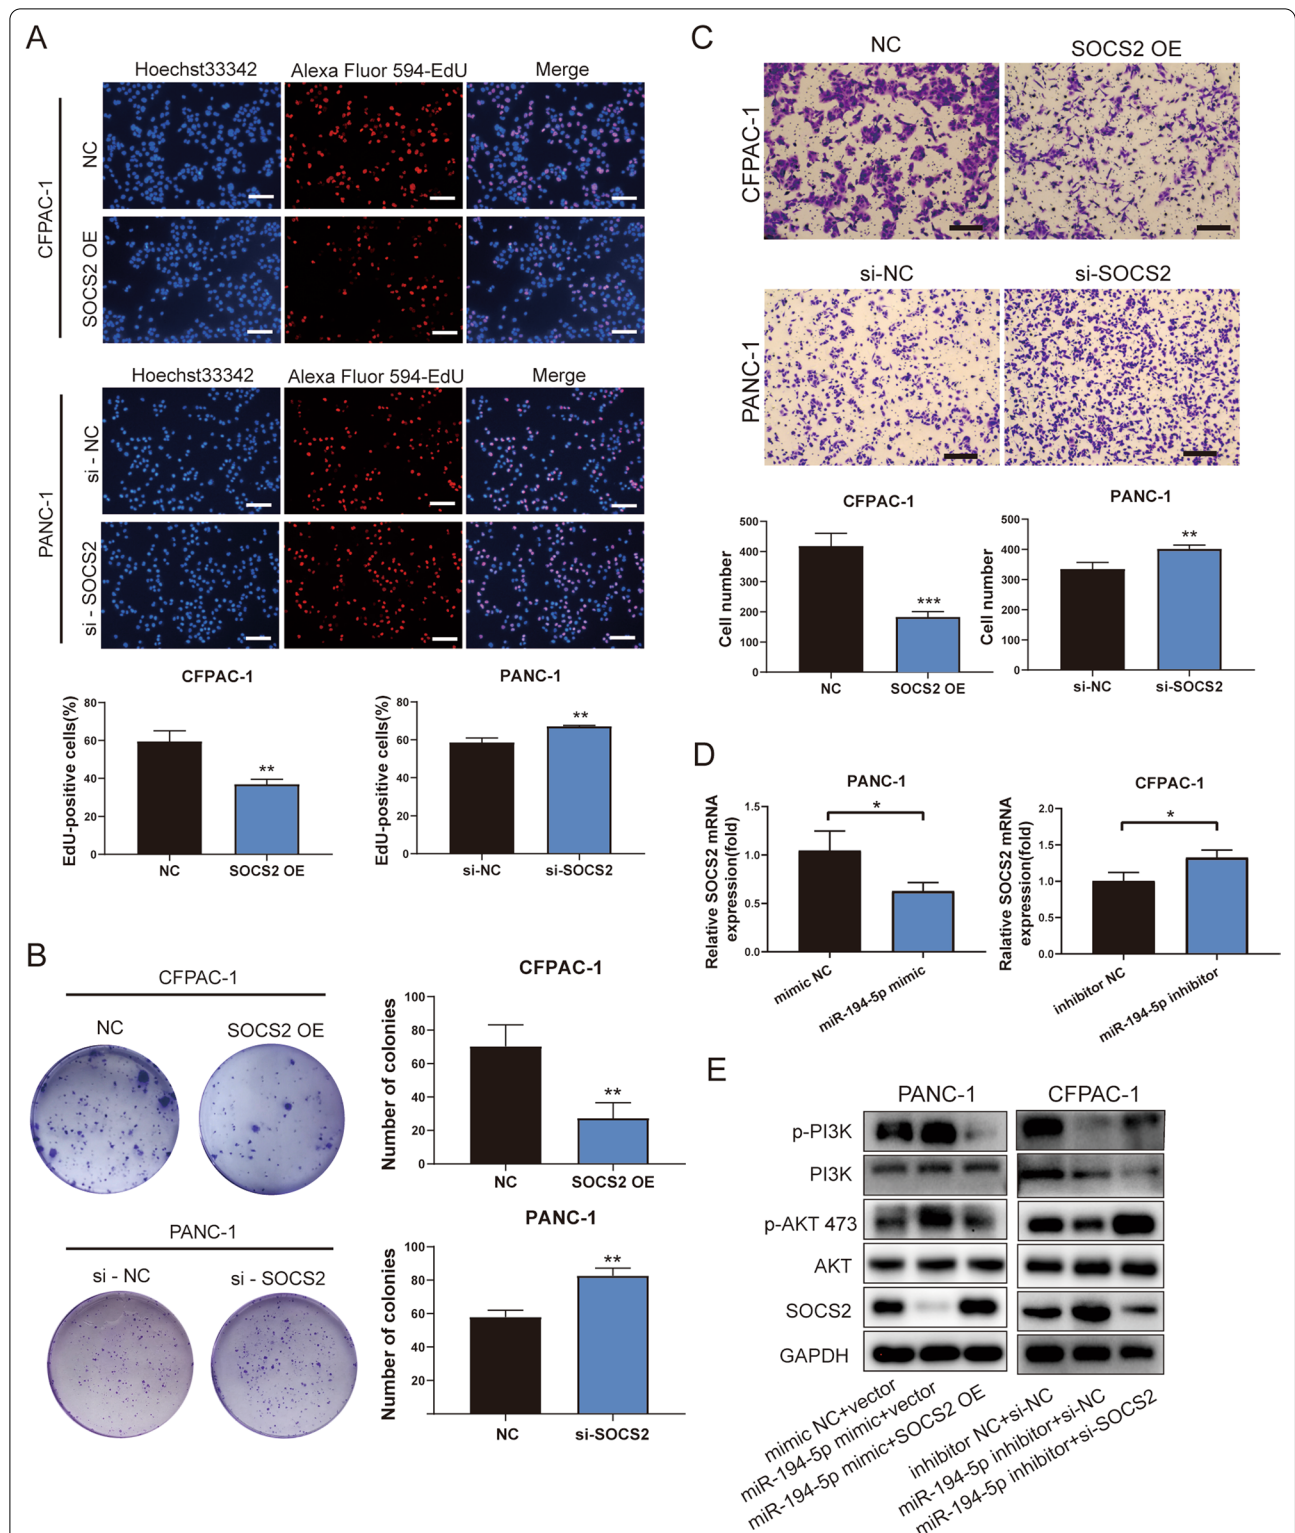 A
Hoechst33342
Alexa Fluor 594-EdU
Merge
CFPAC-1
NC
SOCS2 OE
Hoechst33342
Alexa Fluor 594-EdU
Merge
PANC-1
si - NC
si - SOCS2
CFPAC-1
EdU-positive cells(%)
80
60
40
20
0
**
NC
SOCS2 OE
PANC-1
EdU-positive cells(%)
80
60
40
20
0
**
si-NC
si-SOCS2
B
CFPAC-1
NC
SOCS2 OE
PANC-1
si - NC
si - SOCS2
CFPAC-1
Number of colonies
100
80
60
40
20
0
**
NC
SOCS2 OE
PANC-1
Number of colonies
100
80
60
40
20
**
NC
si-SOCS2
C
NC
SOCS2 OE
CFPAC-1
si-NC
si-SOCS2
PANC-1
CFPAC-1
Cell number
500
400
300
200
100
0
***
NC
SOCS2 OE
PANC-1
Cell number
500
400
300
200
100
0
**
si-NC
si-SOCS2
D
PANC-1
Relative SOCS2 mRNA
expression(fold)
1.5
1.0
0.5
0.0
*
mimic NC
miR-194-5p mimic
CFPAC-1
Ralative SOCS2 mRNA
expression(fold)
2.0
1.5
1.0
0.5
0.0
*
inhibitor NC
miR-194-5p inhibitor
E
PANC-1
CFPAC-1
p-PI3K
PI3K
p-AKT 473
AKT
SOCS2
GAPDH
mimic NC+vector
miR-194-5p mimic+vector
miR-194-5p mimic+SOCS2 OE
inhibitor NC+si-NC
miR-194-5p inhibitor+si-NC
miR-194-5p inhibitor+si-SOCS2